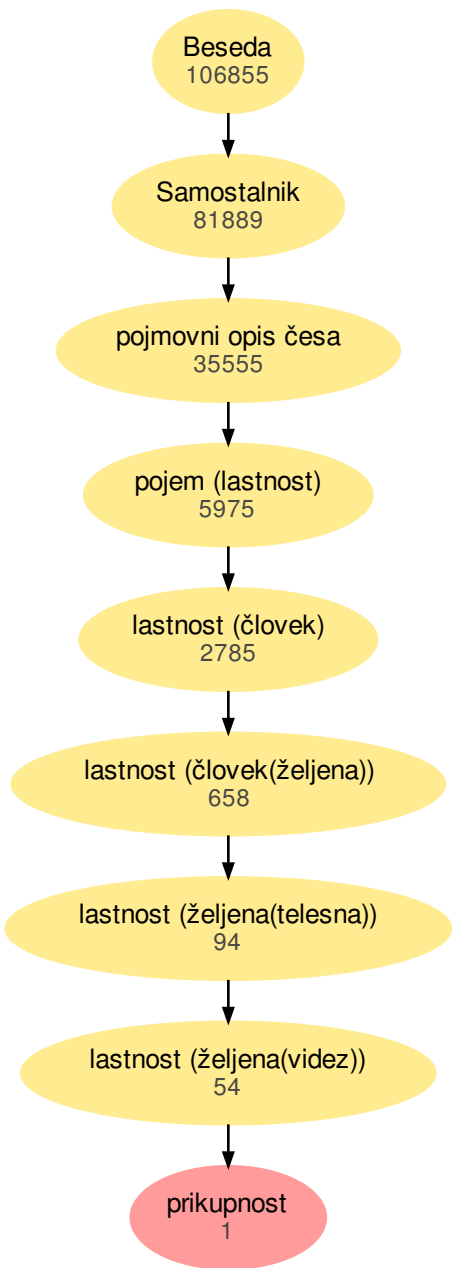 Beseda
106855
Samostalnik
81889
pojmovni opis česa
35555
pojem (lastnost)
5975
lastnost (človek)
2785
lastnost (človek(željena))
658
lastnost (željena(telesna))
94
lastnost (željena(videz))
54
prikupnost
1